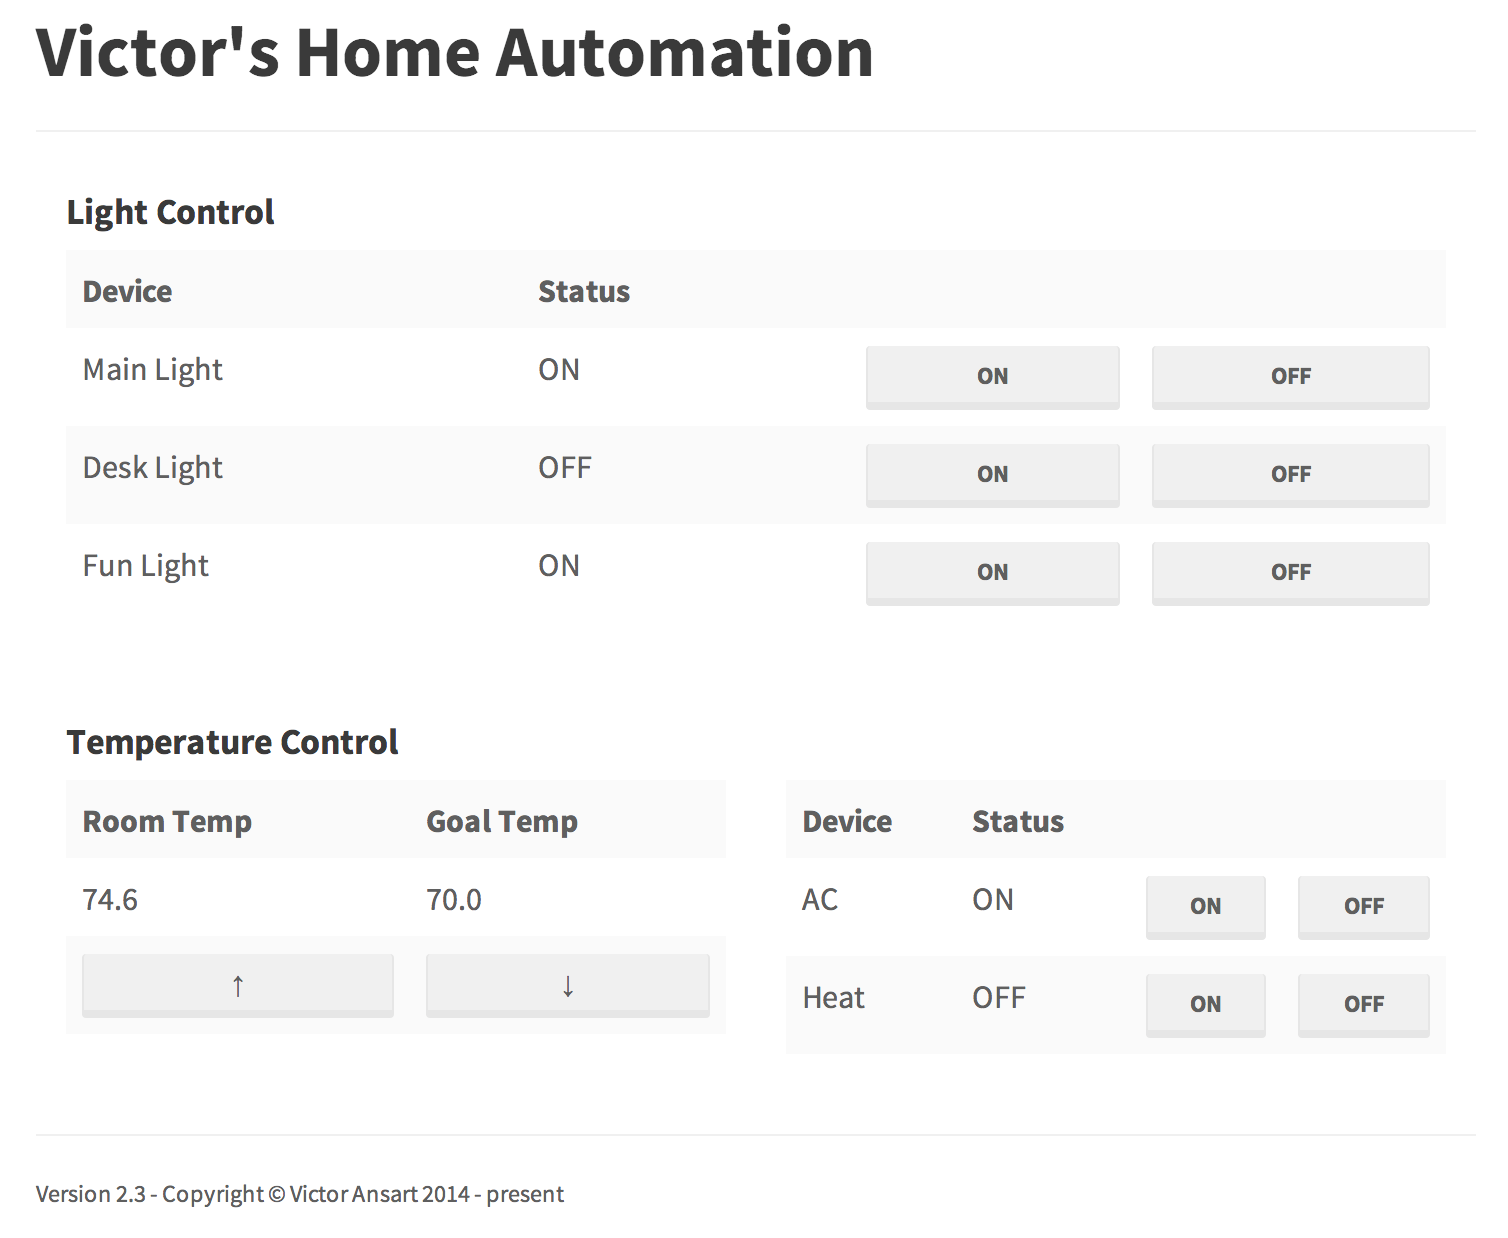 Victor's Home Automation
Light Control
Device Status
Main Light ON ON OFF
Desk Light OFF ON OFF
Fun Light ON ON OFF
Temperature Control
Room Temp Goal Temp
74.6 70.0
↑ ↓
Device Status
AC ON ON OFF
Heat OFF ON OFF
Version 2.3 - Copyright © Victor Ansart 2014 - present